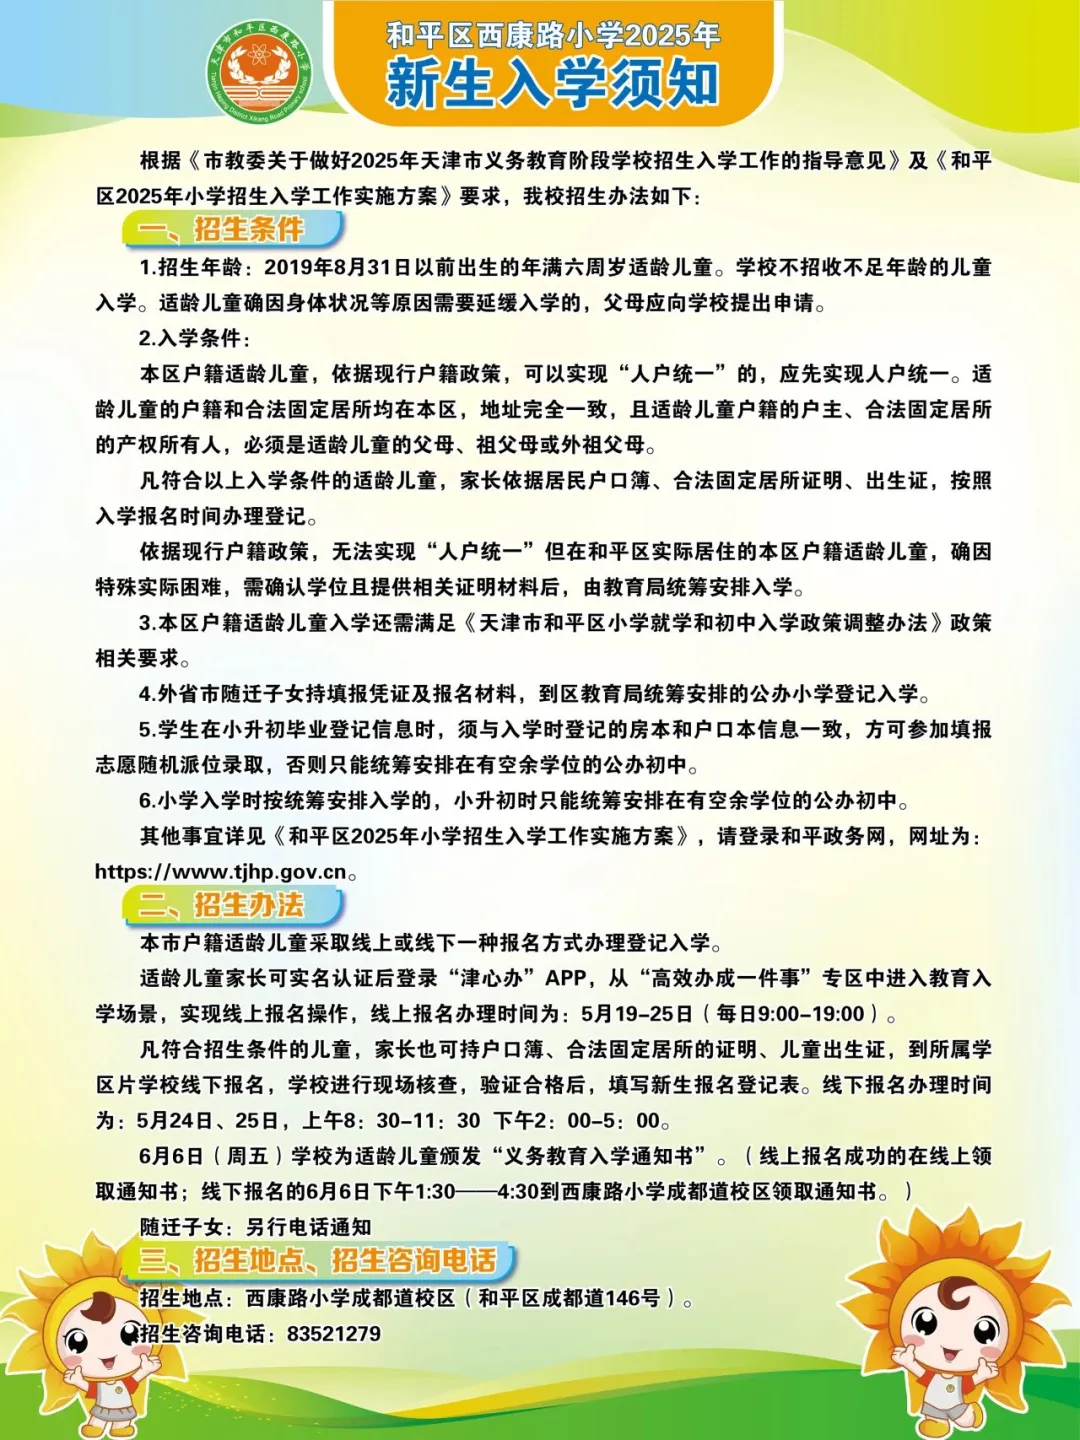 天津市和平区西康路小学
Tianjin Heping District Xikang Road Primary school
和平区西康路小学2025年
新生入学须知
根据《市教委关于做好2025年天津市义务教育阶段学校招生入学工作的指导意见》及《和平
区2025年小学招生入学工作实施方案》要求，我校招生办法如下：
一、招生条件
1.招生年龄：2019年8月31日以前出生的年满六周岁适龄儿童。学校不招收不足年龄的儿童
入学。适龄儿童确因身体状况等原因需要延缓入学的，父母应向学校提出申请。
2.入学条件：
本区户籍适龄儿童，依据现行户籍政策，可以实现“人户统一”的，应先实现人户统一。适
龄儿童的户籍和合法固定居所均在本区，地址完全一致，且适龄儿童户籍的户主、合法固定居所
的产权所有人，必须是适龄儿童的父母、祖父母或外祖父母。
凡符合以上入学条件的适龄儿童，家长依据居民户口簿、合法固定居所证明、出生证，按照
入学报名时间办理登记。
依据现行户籍政策，无法实现“人户统一”但在和平区实际居住的本区户籍适龄儿童，确因
特殊实际困难，需确认学位且提供相关证明材料后，由教育局统筹安排入学。
3.本区户籍适龄儿童入学还需满足《天津市和平区小学就学和初中入学政策调整办法》政策
相关要求。
4.外省市随迁子女持填报凭证及报名材料，到区教育局统筹安排的公办小学登记入学。
5.学生在小升初毕业登记信息时，须与入学时登记的房本和户口本信息一致，方可参加填报
志愿随机派位录取，否则只能统筹安排在有空余学位的公办初中。
6.小学入学时按统筹安排入学的，小升初时只能统筹安排在有空余学位的公办初中。
其他事宜详见《和平区2025年小学招生入学工作实施方案》，请登录和平政务网，网址为：
https://www.tjhp.gov.cn。
二、招生办法
本市户籍适龄儿童采取线上或线下一种报名方式办理登记入学。
适龄儿童家长可实名认证后登录“津心办”APP，从“高效办成一件事”专区中进入教育入
学场景，实现线上报名操作，线上报名办理时间为：5月19-25日（每日9:00-19:00）。
凡符合招生条件的儿童，家长也可持户口簿、合法固定居所的证明、儿童出生证，到所属学
区片学校线下报名，学校进行现场核查，验证合格后，填写新生报名登记表。线下报名办理时间
为：5月24日、25日，上午8：30-11：30 下午2：00-5：00。
6月6日（周五）学校为适龄儿童颁发“义务教育入学通知书”。（线上报名成功的在线上领
取通知书；线下报名的6月6日下午1:30——4:30到西康路小学成都道校区领取通知书。）
随迁子女：另行电话通知
三、招生地点、招生咨询电话
招生地点：西康路小学成都道校区（和平区成都道146号）。
招生咨询电话：83521279